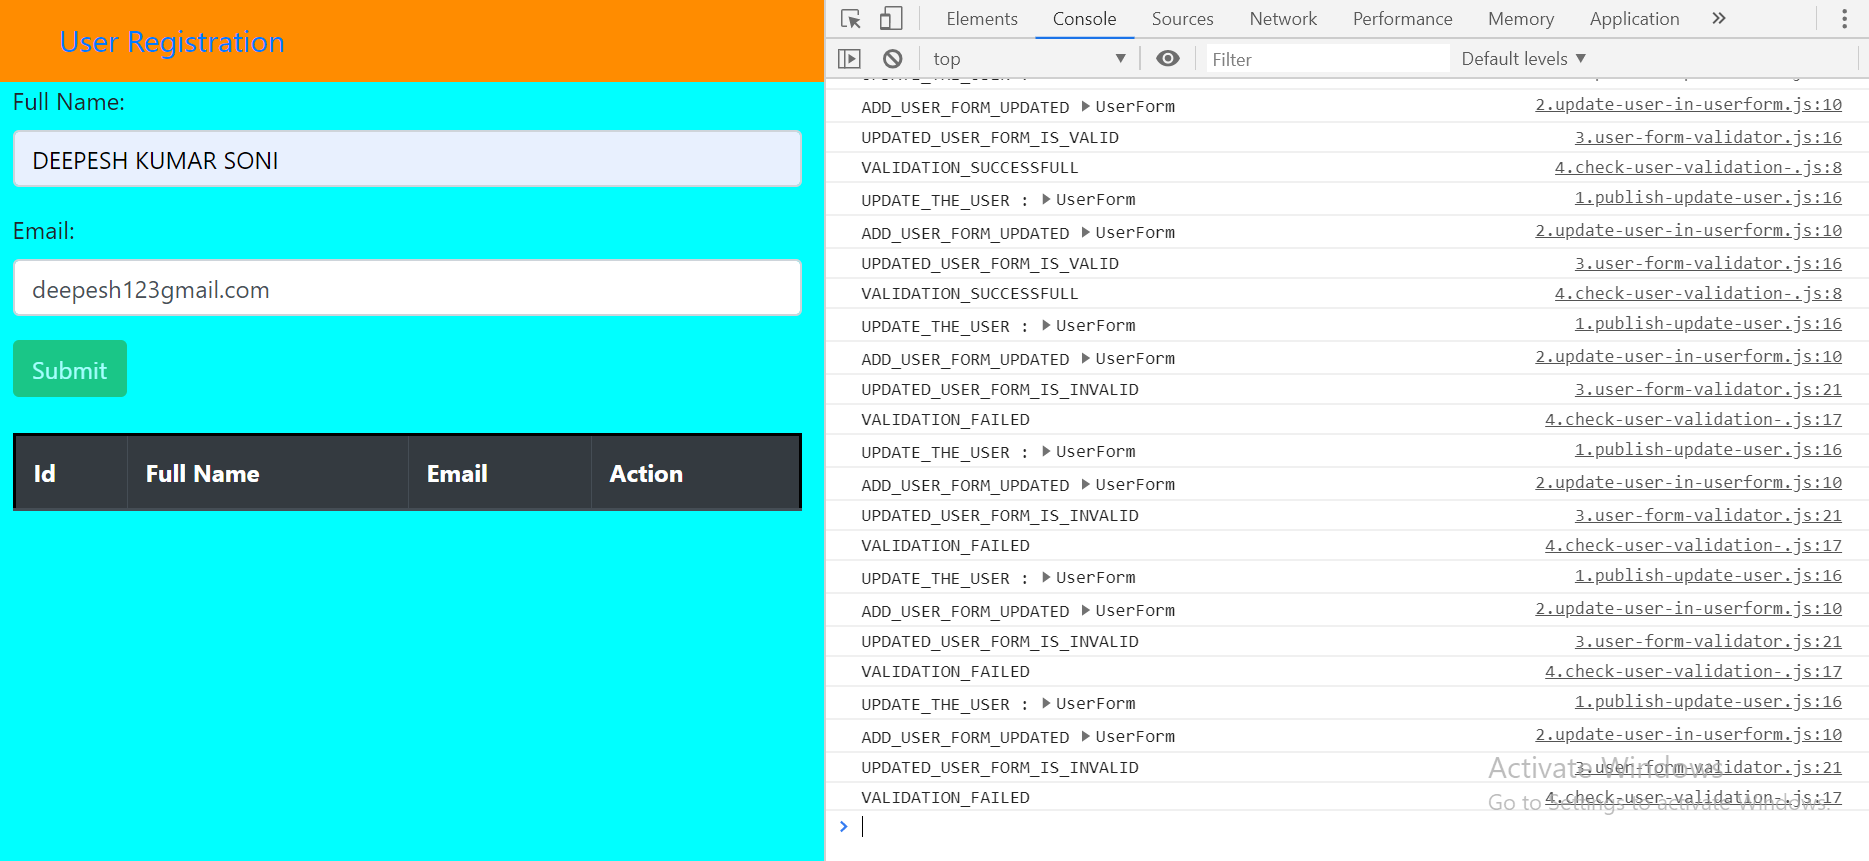 User Registration
Full Name:
DEEPESH KUMAR SONI
Email:
deepesh123gmail.com
Submit
Id Full Name Email Action
Elements Console Sources Network Performance Memory Application »
top Filter Default levels
ADD_USER_FORM_UPDATED UserForm 2.update-user-in-userform.js:10
UPDATED_USER_FORM_IS_VALID 3.user-form-validator.js:16
VALIDATION_SUCCESSFULL 4.check-user-validation-.js:8
UPDATE_THE_USER : UserForm 1.publish-update-user.js:16
ADD_USER_FORM_UPDATED UserForm 2.update-user-in-userform.js:10
UPDATED_USER_FORM_IS_VALID 3.user-form-validator.js:16
VALIDATION_SUCCESSFULL 4.check-user-validation-.js:8
UPDATE_THE_USER : UserForm 1.publish-update-user.js:16
ADD_USER_FORM_UPDATED UserForm 2.update-user-in-userform.js:10
UPDATED_USER_FORM_IS_INVALID 3.user-form-validator.js:21
VALIDATION_FAILED 4.check-user-validation-.js:17
UPDATE_THE_USER : UserForm 1.publish-update-user.js:16
ADD_USER_FORM_UPDATED UserForm 2.update-user-in-userform.js:10
UPDATED_USER_FORM_IS_INVALID 3.user-form-validator.js:21
VALIDATION_FAILED 4.check-user-validation-.js:17
UPDATE_THE_USER : UserForm 1.publish-update-user.js:16
ADD_USER_FORM_UPDATED UserForm 2.update-user-in-userform.js:10
UPDATED_USER_FORM_IS_INVALID 3.user-form-validator.js:21
VALIDATION_FAILED 4.check-user-validation-.js:17
UPDATE_THE_USER : UserForm 1.publish-update-user.js:16
ADD_USER_FORM_UPDATED UserForm 2.update-user-in-userform.js:10
UPDATED_USER_FORM_IS_INVALID 3.user-form-validator.js:21
VALIDATION_FAILED 4.check-user-validation-.js:17
Activate Windows
Go to Settings to activate Windows.